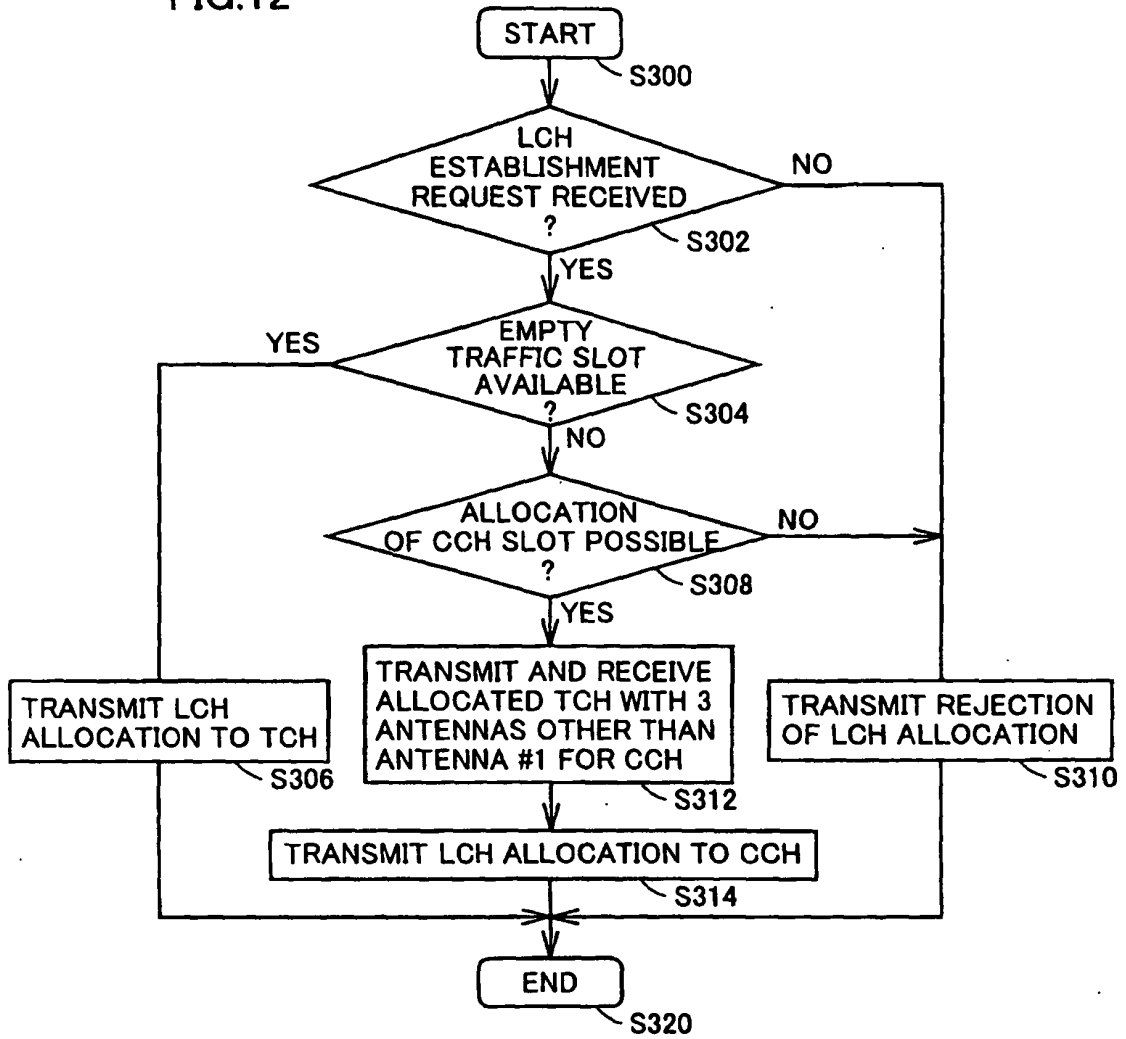 FIG.12
START
S300
LCH
ESTABLISHMENT
REQUEST RECEIVED
?
NO
S302
YES
EMPTY
TRAFFIC SLOT
AVAILABLE
?
YES
S304
NO
ALLOCATION
OF CCH SLOT POSSIBLE
?
NO
S308
YES
TRANSMIT LCH
ALLOCATION TO TCH
S306
TRANSMIT AND RECEIVE
ALLOCATED TCH WITH 3
ANTENNAS OTHER THAN
ANTENNA #1 FOR CCH
S312
TRANSMIT REJECTION
OF LCH ALLOCATION
S310
TRANSMIT LCH ALLOCATION TO CCH
S314
END
S320